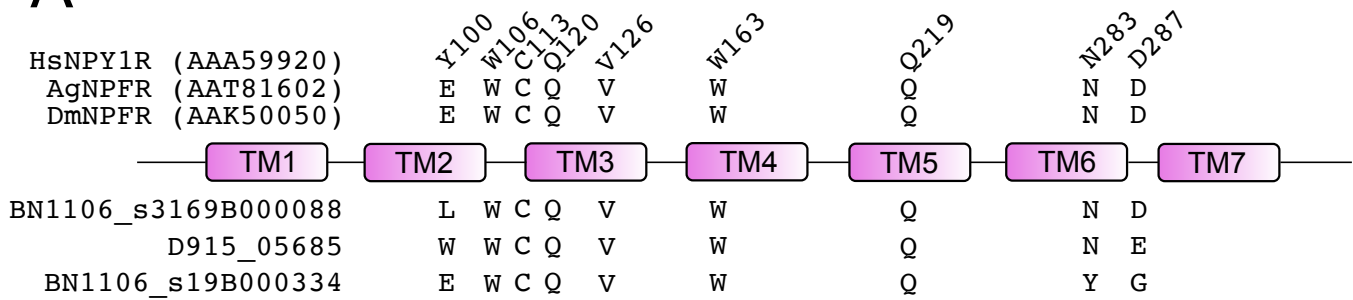 A
HsNPY1R (AAA59920) Y100 W106 C113 Q120 V126 W163 Q219 N283 D287
AgNPFR (AAT81602) E W C Q V W Q N D
DmNPFR (AAK50050) E W C Q V W Q N D
TM1 TM2 TM3 TM4 TM5 TM6 TM7
BN1106_s3169B000088 L W C Q V W Q N D
D915_05685 W W C Q V W Q N E
BN1106_s19B000334 E W C Q V W Q Y G